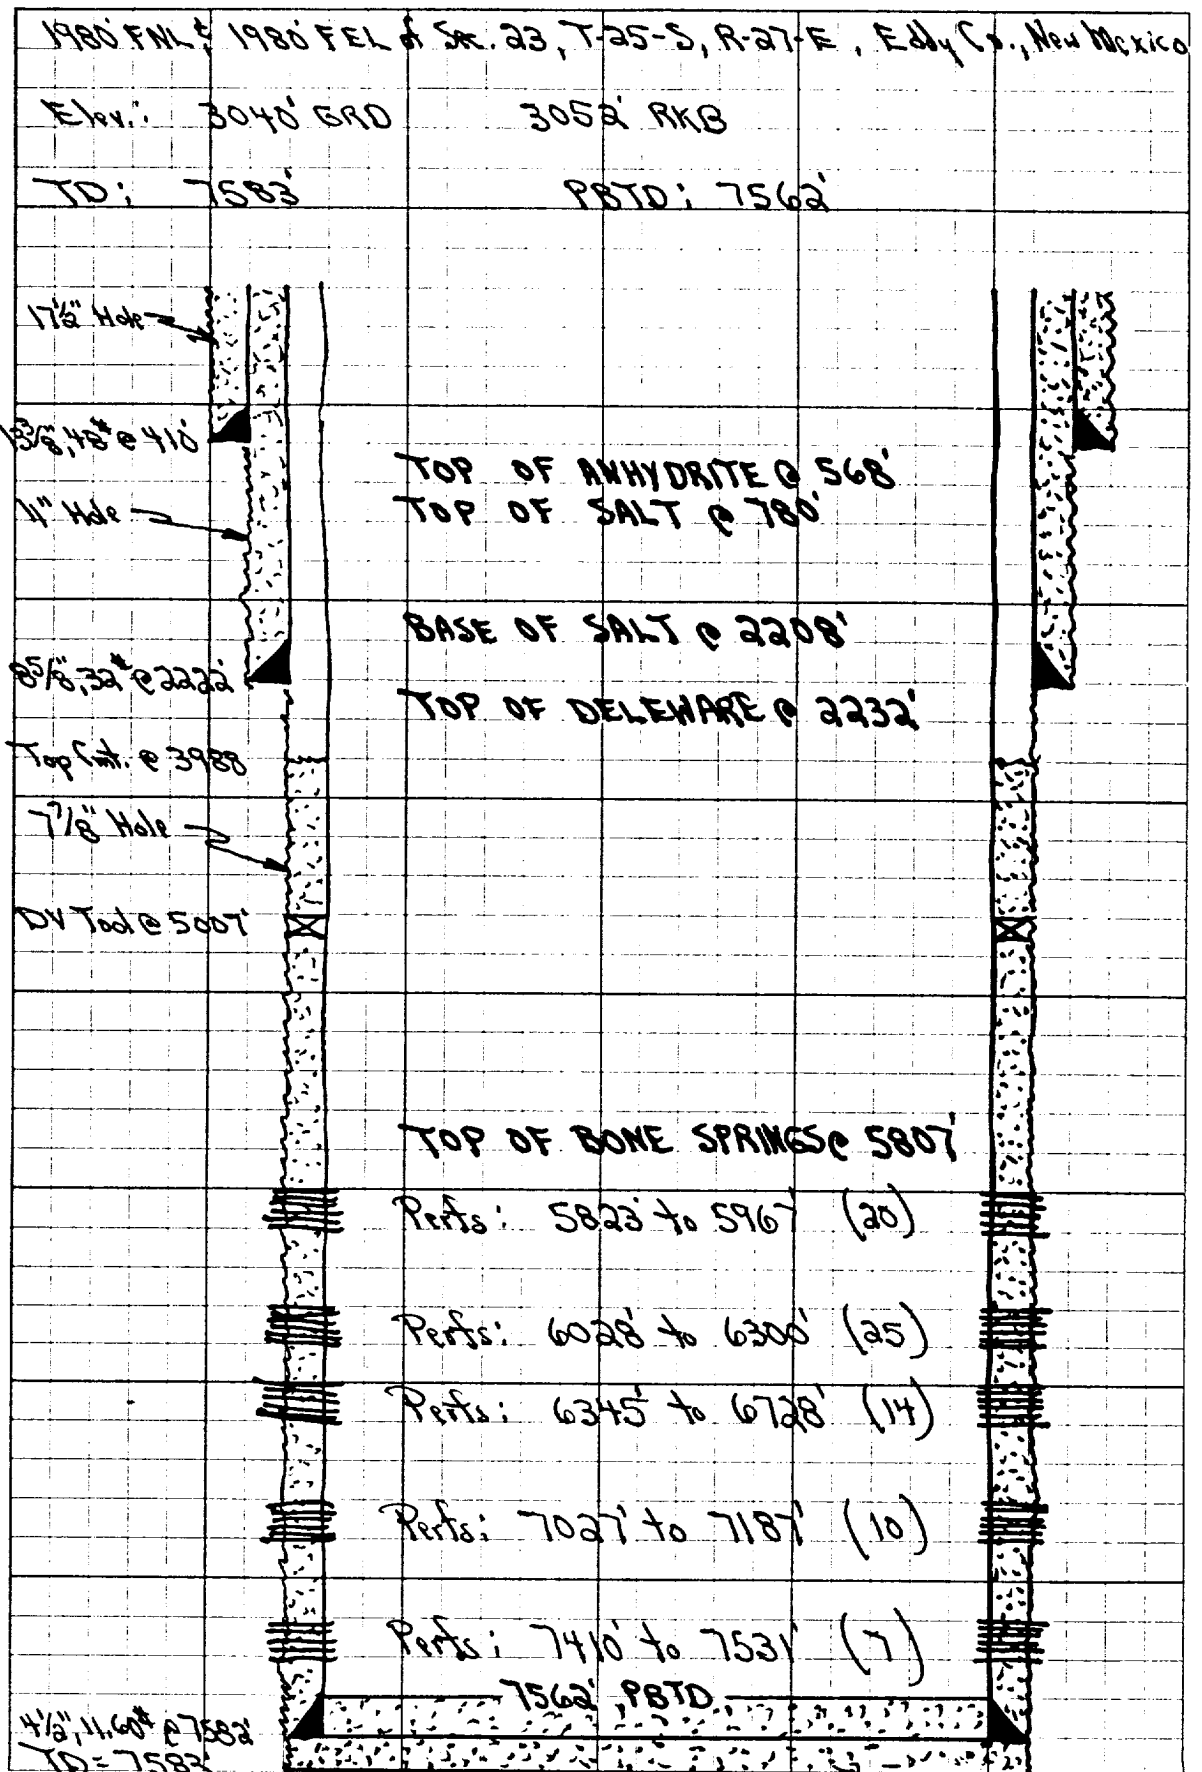 1980' FNL & 1980' FEL of Sec. 23, T-25-S, R-27-E, Eddy Co., New Mexico
Elev.: 3040' GRD 3052' RKB
TD: 7583' PBTD: 7562'
17½" Hole
13⅜", 48# @ 410'
TOP OF ANHYDRITE @ 568'
TOP OF SALT @ 780'
11" Hole
BASE OF SALT @ 2208'
8⅝", 32# @ 2222'
TOP OF DELEWARE @ 2232'
Top Cmt. @ 3988
7⅞" Hole
DV Tool @ 5007'
TOP OF BONE SPRINGS @ 5807'
Perfs: 5823' to 5967' (20)
Perfs: 6028' to 6300' (25)
Perfs: 6345' to 6728' (14)
Perfs: 7027' to 7187' (10)
Perfs: 7410' to 7531' (7)
7562' PBTD
4½", 11.60# @ 7582'
TD = 7583'